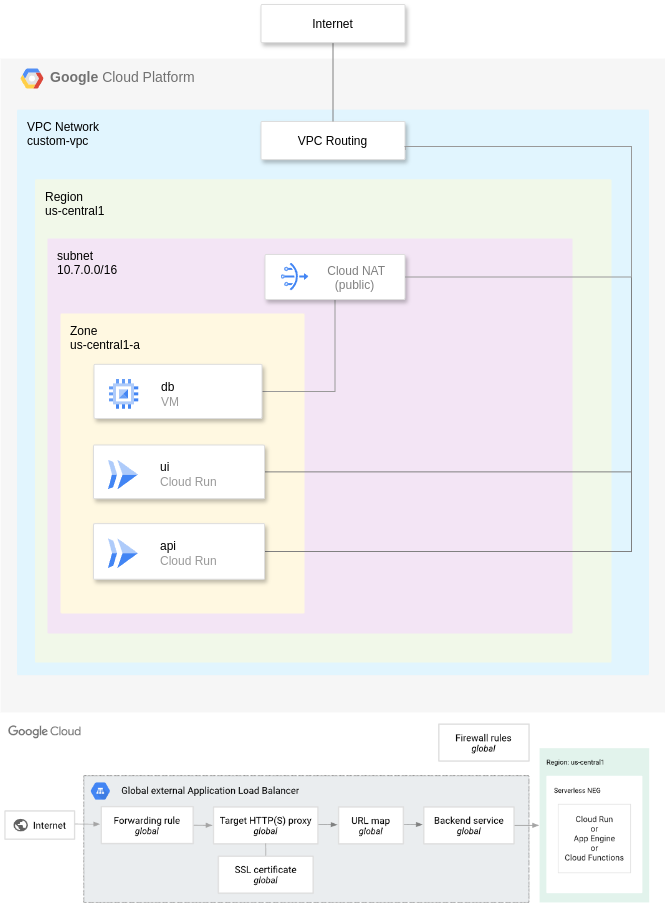 Internet
Google Cloud Platform
VPC Network
custom-vpc
VPC Routing
Region
us-central1
subnet
10.7.0.0/16
Cloud NAT
(public)
Zone
us-central1-a
db
VM
ui
Cloud Run
api
Cloud Run
Google Cloud
Firewall rules
global
Region: us-central1
Global external Application Load Balancer
Serverless NEG
Internet
Forwarding rule
global
Target HTTP(S) proxy
global
URL map
global
Backend service
global
Cloud Run
or
App Engine
or
Cloud Functions
SSL certificate
global